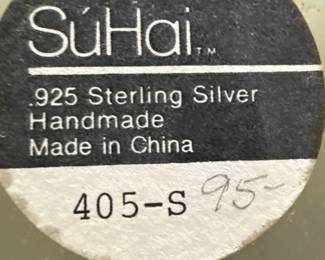 SúHai™
.925 Sterling Silver
Handmade
Made in China
405-S 95-